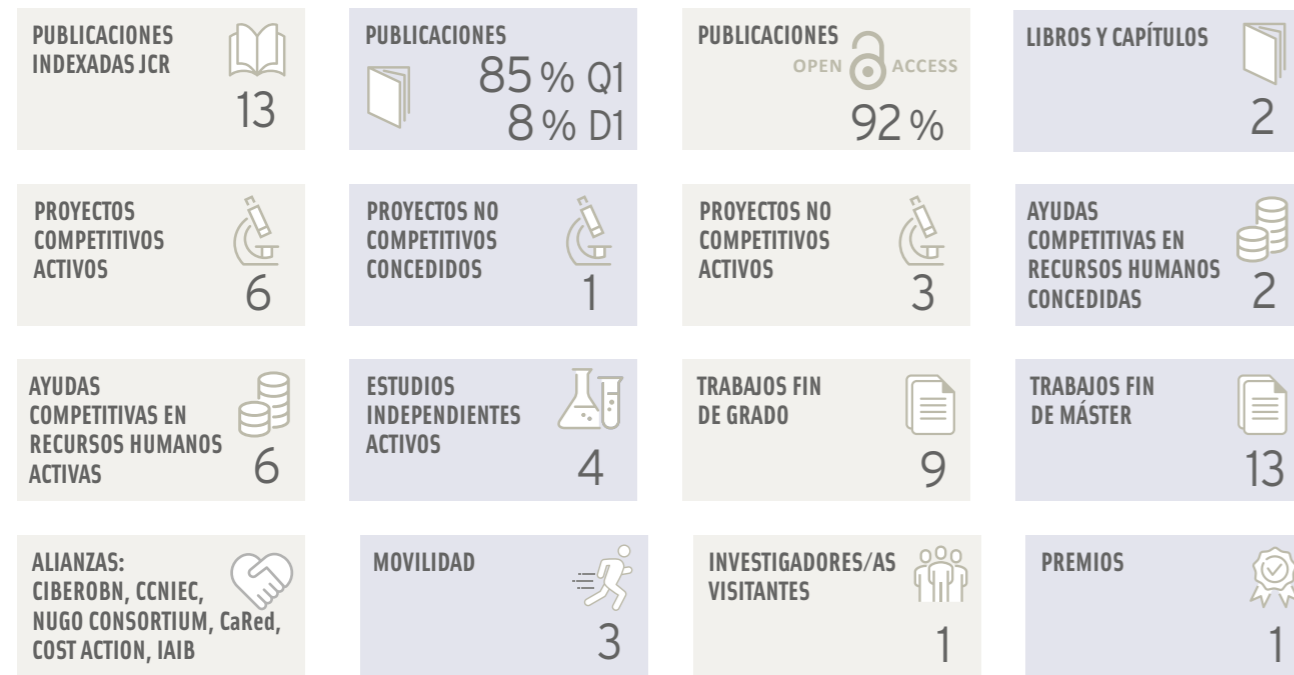 PUBLICACIONES
INDEXADAS JCR
13
PUBLICACIONES
85 % Q1
8 % D1
PUBLICACIONES
OPEN ACCESS
92 %
LIBROS Y CAPÍTULOS
2
PROYECTOS
COMPETITIVOS
ACTIVOS
6
PROYECTOS NO
COMPETITIVOS
CONCEDIDOS
1
PROYECTOS NO
COMPETITIVOS
ACTIVOS
3
AYUDAS
COMPETITIVAS EN
RECURSOS HUMANOS
CONCEDIDAS
2
AYUDAS
COMPETITIVAS EN
RECURSOS HUMANOS
ACTIVAS
6
ESTUDIOS
INDEPENDIENTES
ACTIVOS
4
TRABAJOS FIN
DE GRADO
9
TRABAJOS FIN
DE MÁSTER
13
ALIANZAS:
CIBEROBN, CCNIEC,
NUGO CONSORTIUM, CaRed,
COST ACTION, IAIB
MOVILIDAD
3
INVESTIGADORES/AS
VISITANTES
1
PREMIOS
1